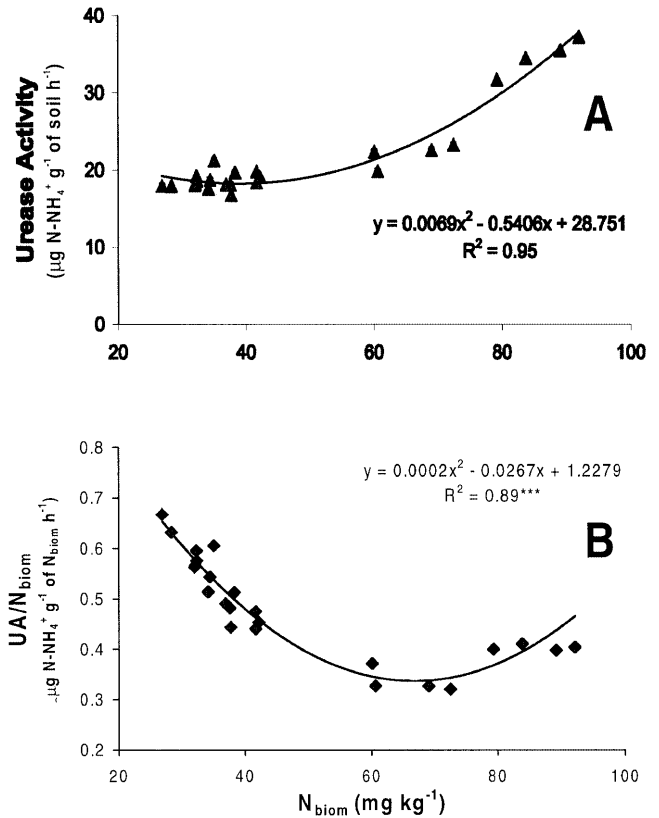 40
30
20
10
0
20 40 60 80 100
Urease Activity
(µg N-NH₄⁺ g⁻¹ of soil h⁻¹)
A
y = 0.0069x² - 0.5406x + 28.751
R² = 0.95
0.8
0.7
0.6
0.5
0.4
0.3
0.2
20 40 60 80 100
UA/N_biom
µg N-NH₄⁺ g⁻¹ of N_biom h⁻¹)
y = 0.0002x² - 0.0267x + 1.2279
R² = 0.89***
B
N_biom (mg kg⁻¹)